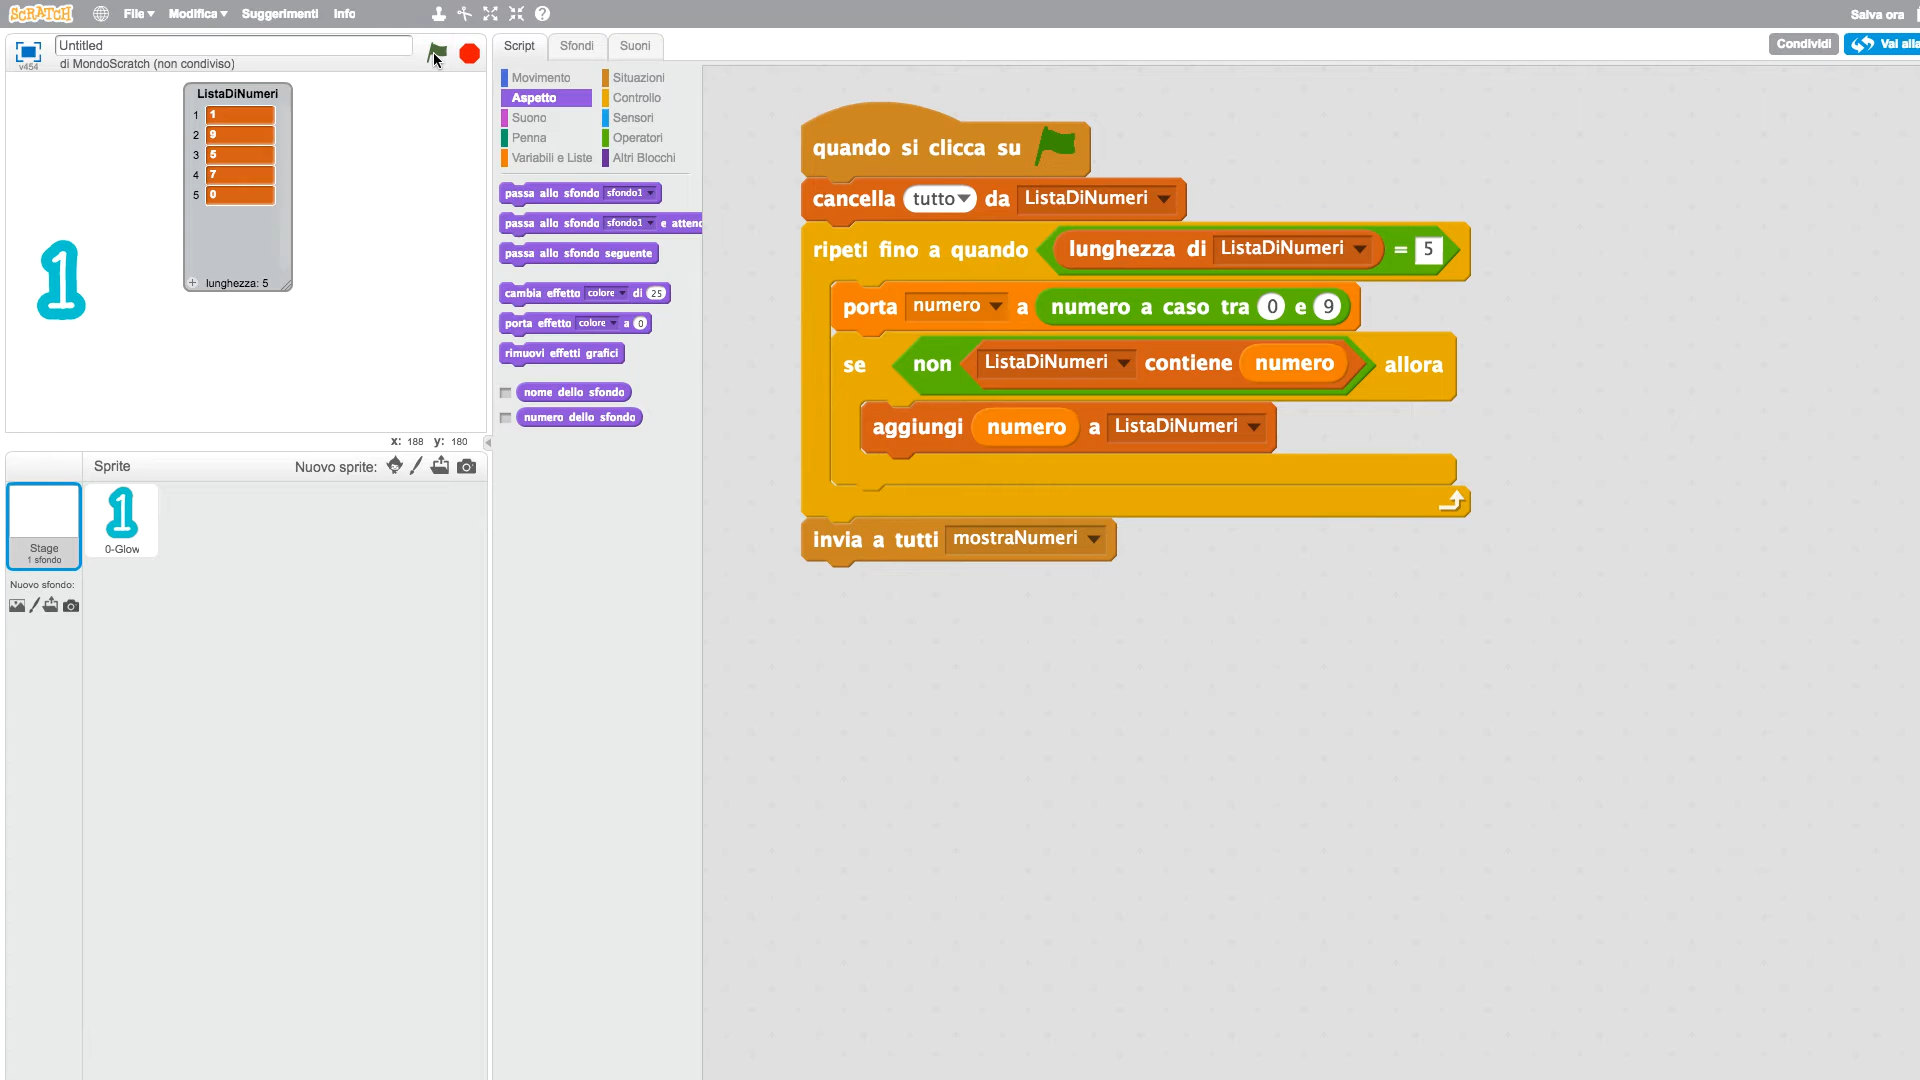 SCRATCH File Modifica Suggerimenti Info Salva ora
Untitled
di MondoScratch (non condiviso)
v454
Script Sfondi Suoni
Condividi
ListaDiNumeri
1 1
2 9
3 5
4 7
5 0
+ lunghezza: 5
1
x: 188 y: 180
Sprite
Nuovo sprite:
Stage
1 sfondo
1
0-Glow
Nuovo sfondo:
Movimento Situazioni
Aspetto Controllo
Suono Sensori
Penna Operatori
Variabili e Liste Altri Blocchi
passa allo sfondo sfondo1
passa allo sfondo sfondo1 e
passa allo sfondo seguente
cambia effetto colore di 25
porta effetto colore a 0
rimuovi effetti grafici
nome dello sfondo
numero dello sfondo
quando si clicca su
cancella tutto da ListaDiNumeri
ripeti fino a quando lunghezza di ListaDiNumeri = 5
porta numero a numero a caso tra 0 e 9
se non ListaDiNumeri contiene numero allora
aggiungi numero a ListaDiNumeri
invia a tutti mostraNumeri